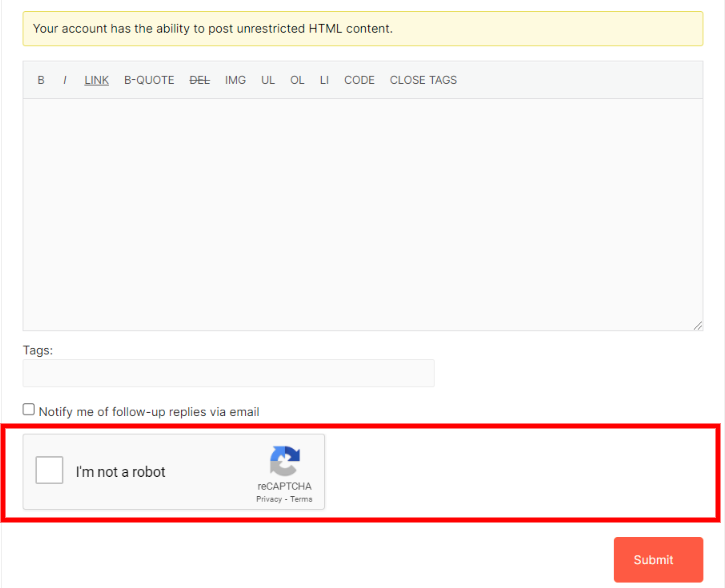 Your account has the ability to post unrestricted HTML content.
B I LINK B-QUOTE DEL IMG UL OL LI CODE CLOSE TAGS
Tags:
Notify me of follow-up replies via email
I'm not a robot
reCAPTCHA
Privacy - Terms
Submit